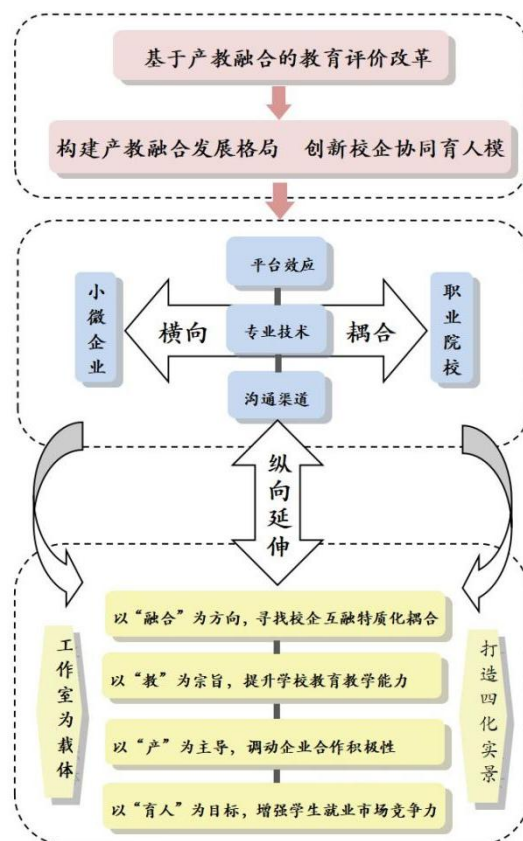 基于产教融合的教育评价改革
构建产教融合发展格局 创新校企协同育人模
平台效应
小微企业
横向
专业技术
耦合
职业院校
沟通渠道
纵向延伸
以“融合”为方向，寻找校企互融特质化耦合
工作室为载体
以“教”为宗旨，提升学校教育教学能力
打造四化实景
以“产”为主导，调动企业合作积极性
以“育人”为目标，增强学生就业市场竞争力